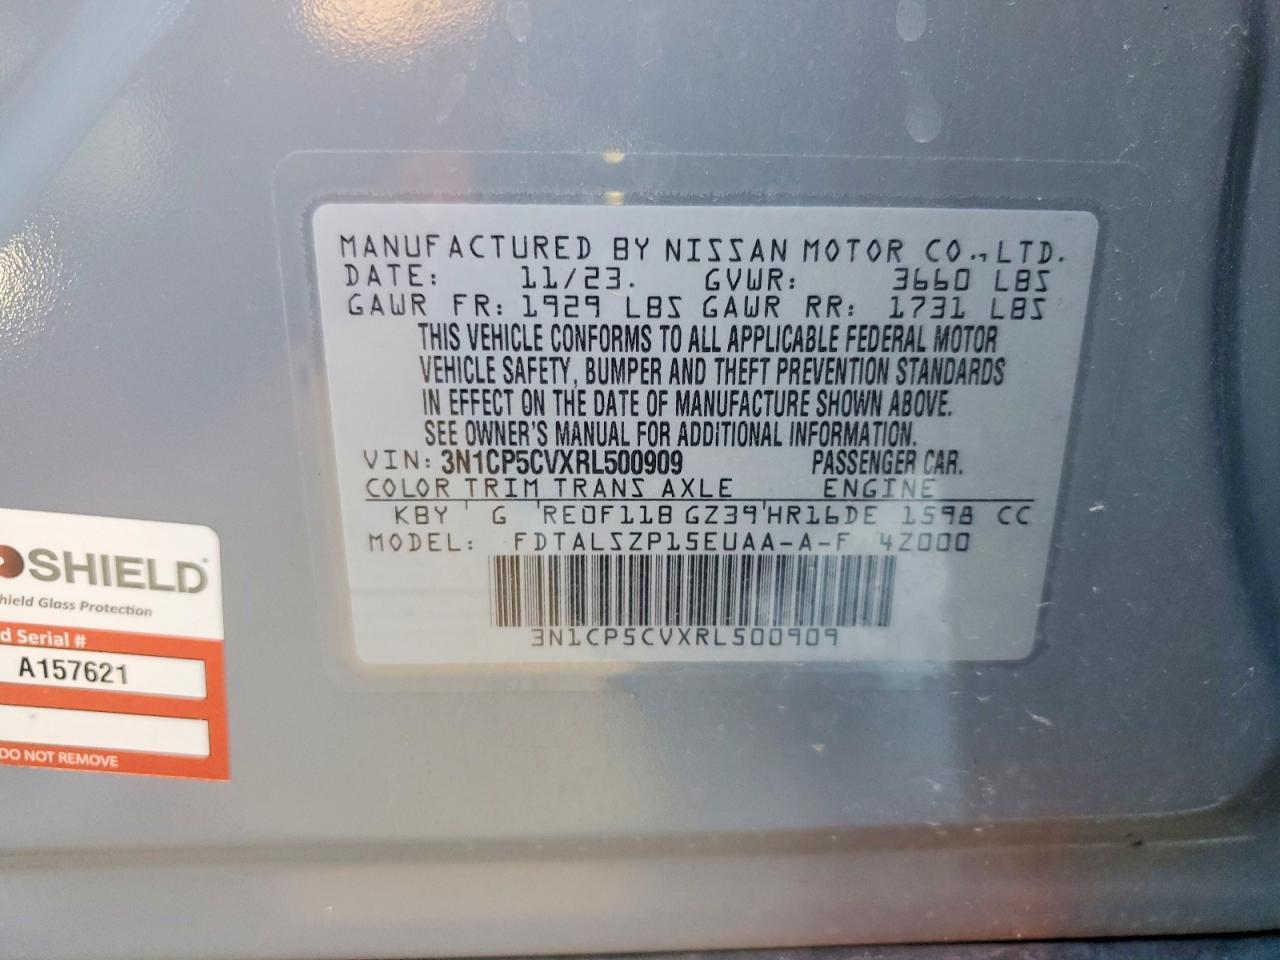 MANUFACTURED BY NISSAN MOTOR CO., LTD.
DATE: 11/23. GVWR: 3660 LBS
GAWR FR: 1929 LBS GAWR RR: 1731 LBS
THIS VEHICLE CONFORMS TO ALL APPLICABLE FEDERAL MOTOR
VEHICLE SAFETY, BUMPER AND THEFT PREVENTION STANDARDS
IN EFFECT ON THE DATE OF MANUFACTURE SHOWN ABOVE.
SEE OWNER'S MANUAL FOR ADDITIONAL INFORMATION.
VIN: 3N1CP5CVXRL500909 PASSENGER CAR.
COLOR TRIM TRANS AXLE ENGINE
KBY ' G ' RE0F11B GZ39 ' HR16DE 1598 CC
MODEL: FDTALSZP15EUAA-A-F 4Z000
3N1CP5CVXRL500909
SHIELD®
hield Glass Protection
d Serial #
A157621
DO NOT REMOVE